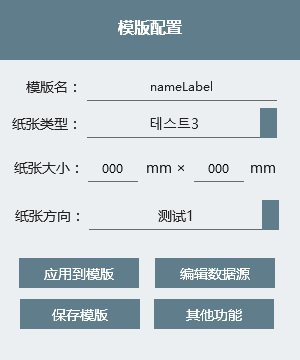 模版配置
模版名： nameLabel
纸张类型： 테스트3
纸张大小： 000 mm × 000 mm
纸张方向： 测试1
应用到模版 编辑数据源
保存模版 其他功能